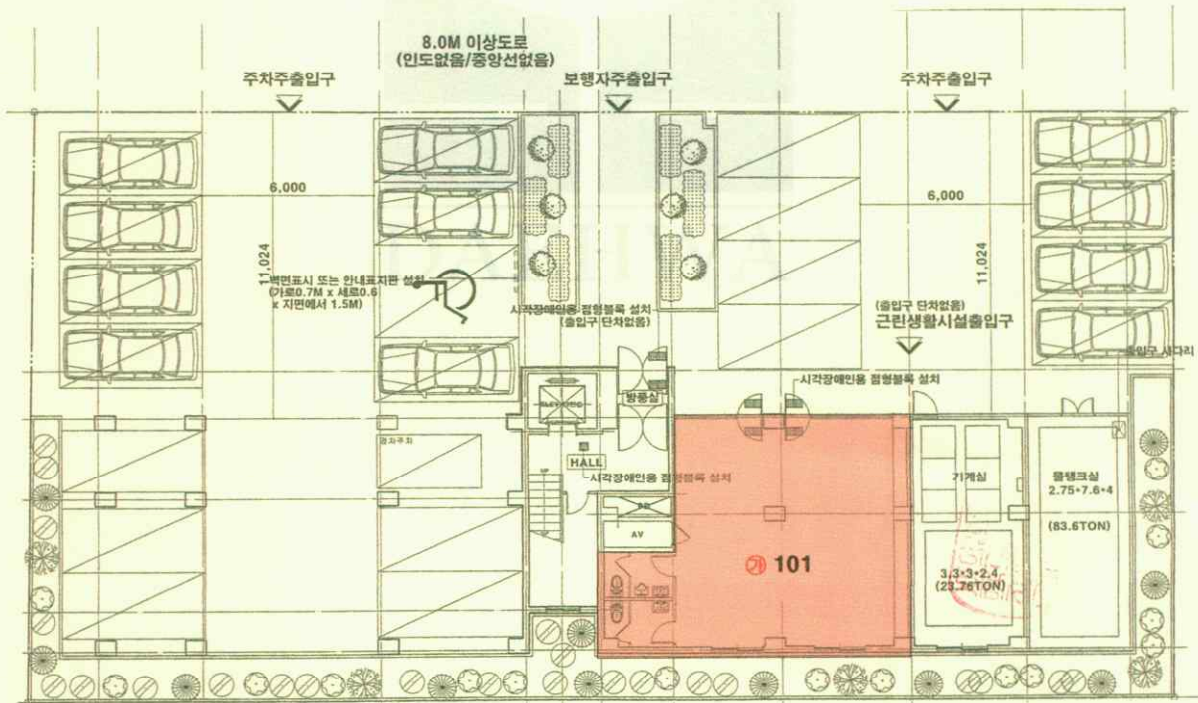 8.0M 이상도로
(인도없음/중앙선없음)
주차주출입구
보행자주출입구
주차주출입구
6,000
6,000
11,024
11,024
벽면표시 또는 안내표지판 설치
(가로0.7M x 세로0.6
x 지면에서 1.5M)
시각장애인용 점형블록 설치
(출입구 단차없음)
(출입구 단차없음)
근린생활시설출입구
출입구 사다리
시각장애인용 점형블록 설치
방풍실
경차주차
HALL
시각장애인용 점형블록 설치
UP
AV
㉮ 101
기계실
3.3*3*2.4
(23.76TON)
물탱크실
2.75*7.6*4
(83.6TON)